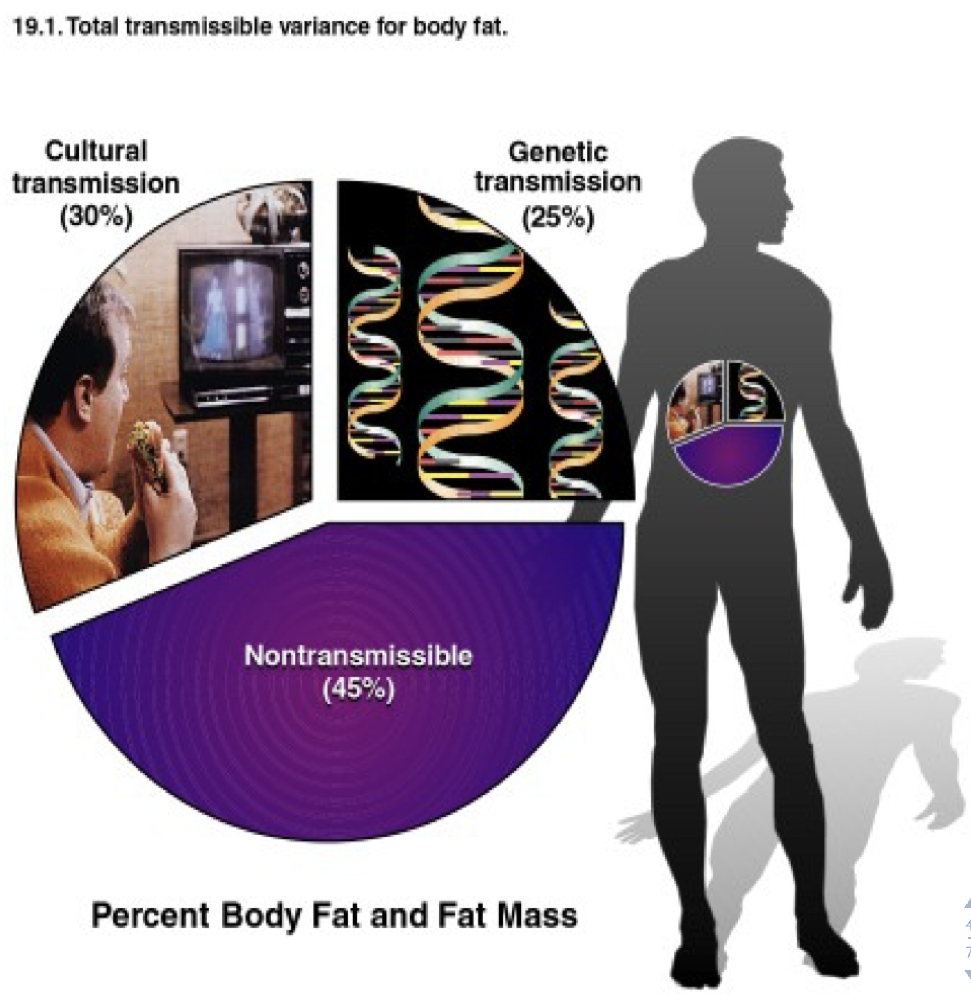 19.1. Total transmissible variance for body fat.
Cultural
transmission
(30%)
Genetic
transmission
(25%)
Nontransmissible
(45%)
Percent Body Fat and Fat Mass